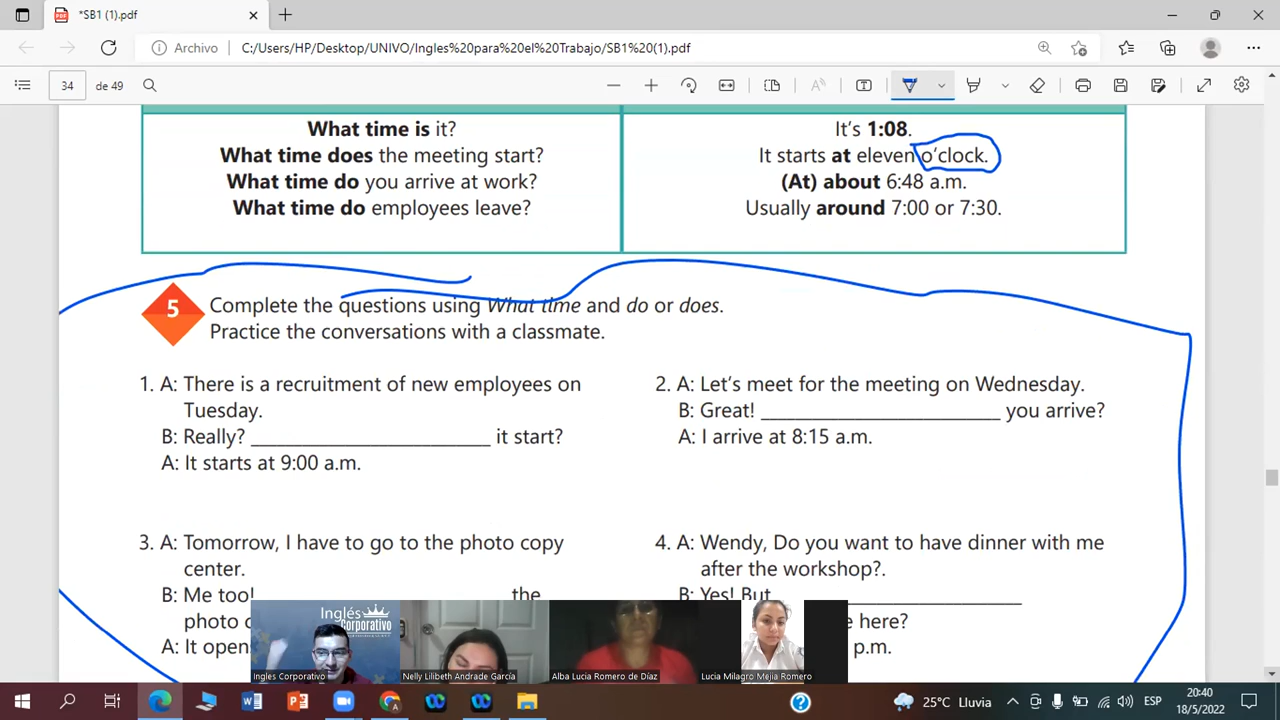 *SB1 (1).pdf
Archivo
C:/Users/HP/Desktop/UNIVO/Ingles%20para%20el%20Trabajo/SB1%20(1).pdf
34
de 49
What time is it?
It's 1:08.
What time does the meeting start?
It starts at eleven o'clock.
What time do you arrive at work?
(At) about 6:48 a.m.
What time do employees leave?
Usually around 7:00 or 7:30.
5
Complete the questions using What time and do or does.
Practice the conversations with a classmate.
1. A: There is a recruitment of new employees on
Tuesday.
B: Really? ________________________ it start?
A: It starts at 9:00 a.m.
2. A: Let's meet for the meeting on Wednesday.
B: Great! ________________________ you arrive?
A: I arrive at 8:15 a.m.
3. A: Tomorrow, I have to go to the photo copy
center.
B: Me too! ________________________ the
photo
A: It open
4. A: Wendy, Do you want to have dinner with me
after the workshop?.
B: Yes! But ________________________
here?
p.m.
Inglés
Corporativo
Ingles Corporativo
Nelly Lilibeth Andrade García
Alba Lucia Romero de Díaz
Lucia Milagro Mejia Romero
25°C Lluvia
ESP
20:40
18/5/2022